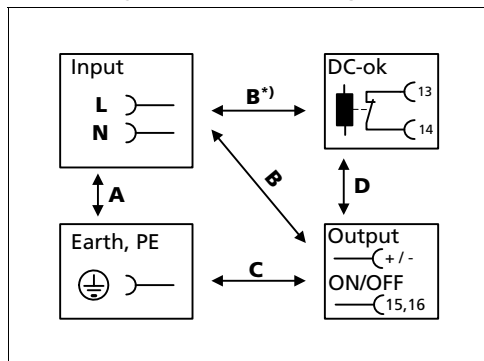 Input
L
N
B*)
DC-ok
13
14
A
B
D
Earth, PE
C
Output
+ / -
ON/OFF
15,16